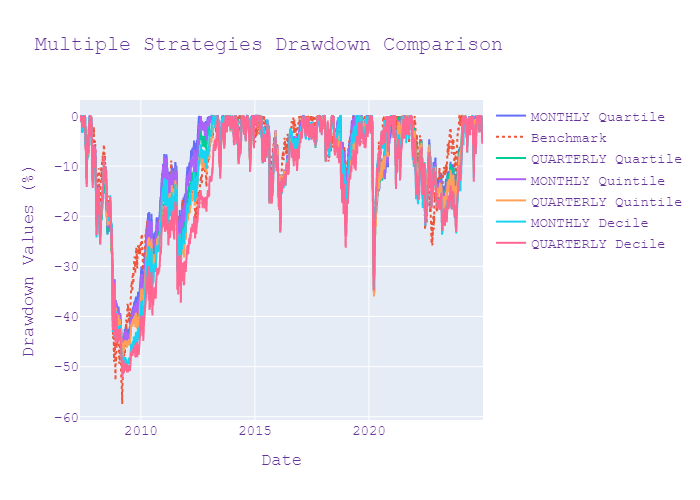 Multiple Strategies Drawdown Comparison
MONTHLY Quartile
Benchmark
QUARTERLY Quartile
MONTHLY Quintile
QUARTERLY Quintile
MONTHLY Decile
QUARTERLY Decile
Drawdown Values (%)
0
−10
−20
−30
−40
−50
−60
2010
2015
2020
Date